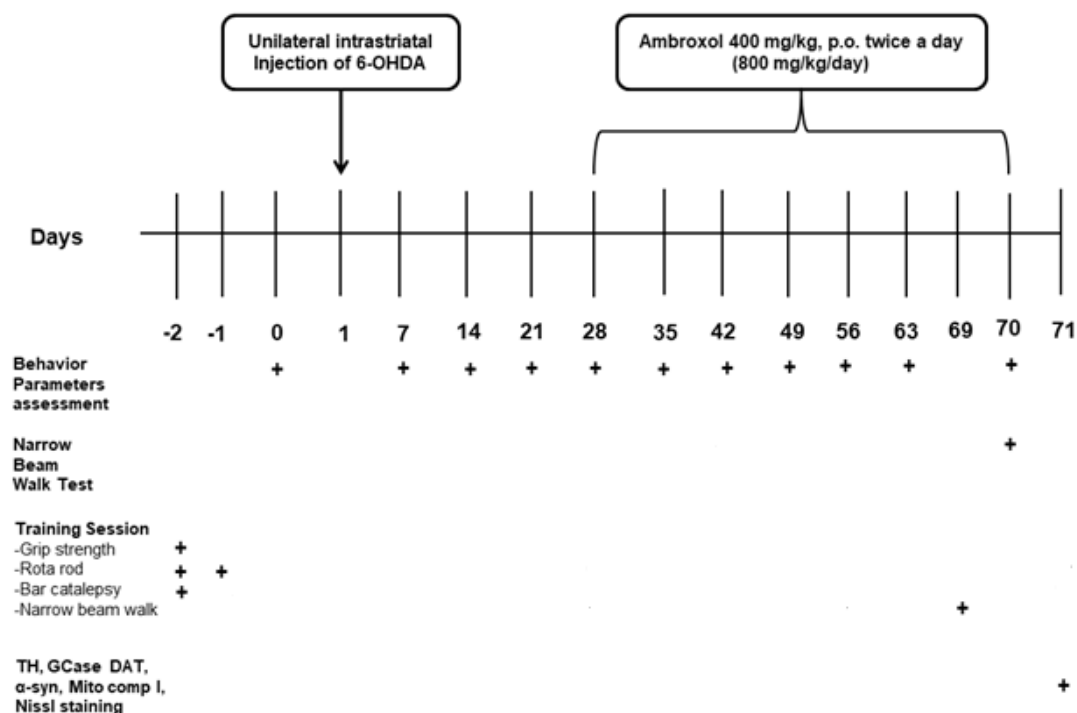 Unilateral intrastriatal
Injection of 6-OHDA
Ambroxol 400 mg/kg, p.o. twice a day
(800 mg/kg/day)
Days
-2 -1 0 1 7 14 21 28 35 42 49 56 63 69 70 71
Behavior
Parameters
assessment
+ + + + + + + + + + +
Narrow
Beam
Walk Test
+
Training Session
-Grip strength +
-Rota rod + +
-Bar catalepsy +
-Narrow beam walk +
TH, GCase DAT,
α-syn, Mito comp I, +
Nissl staining